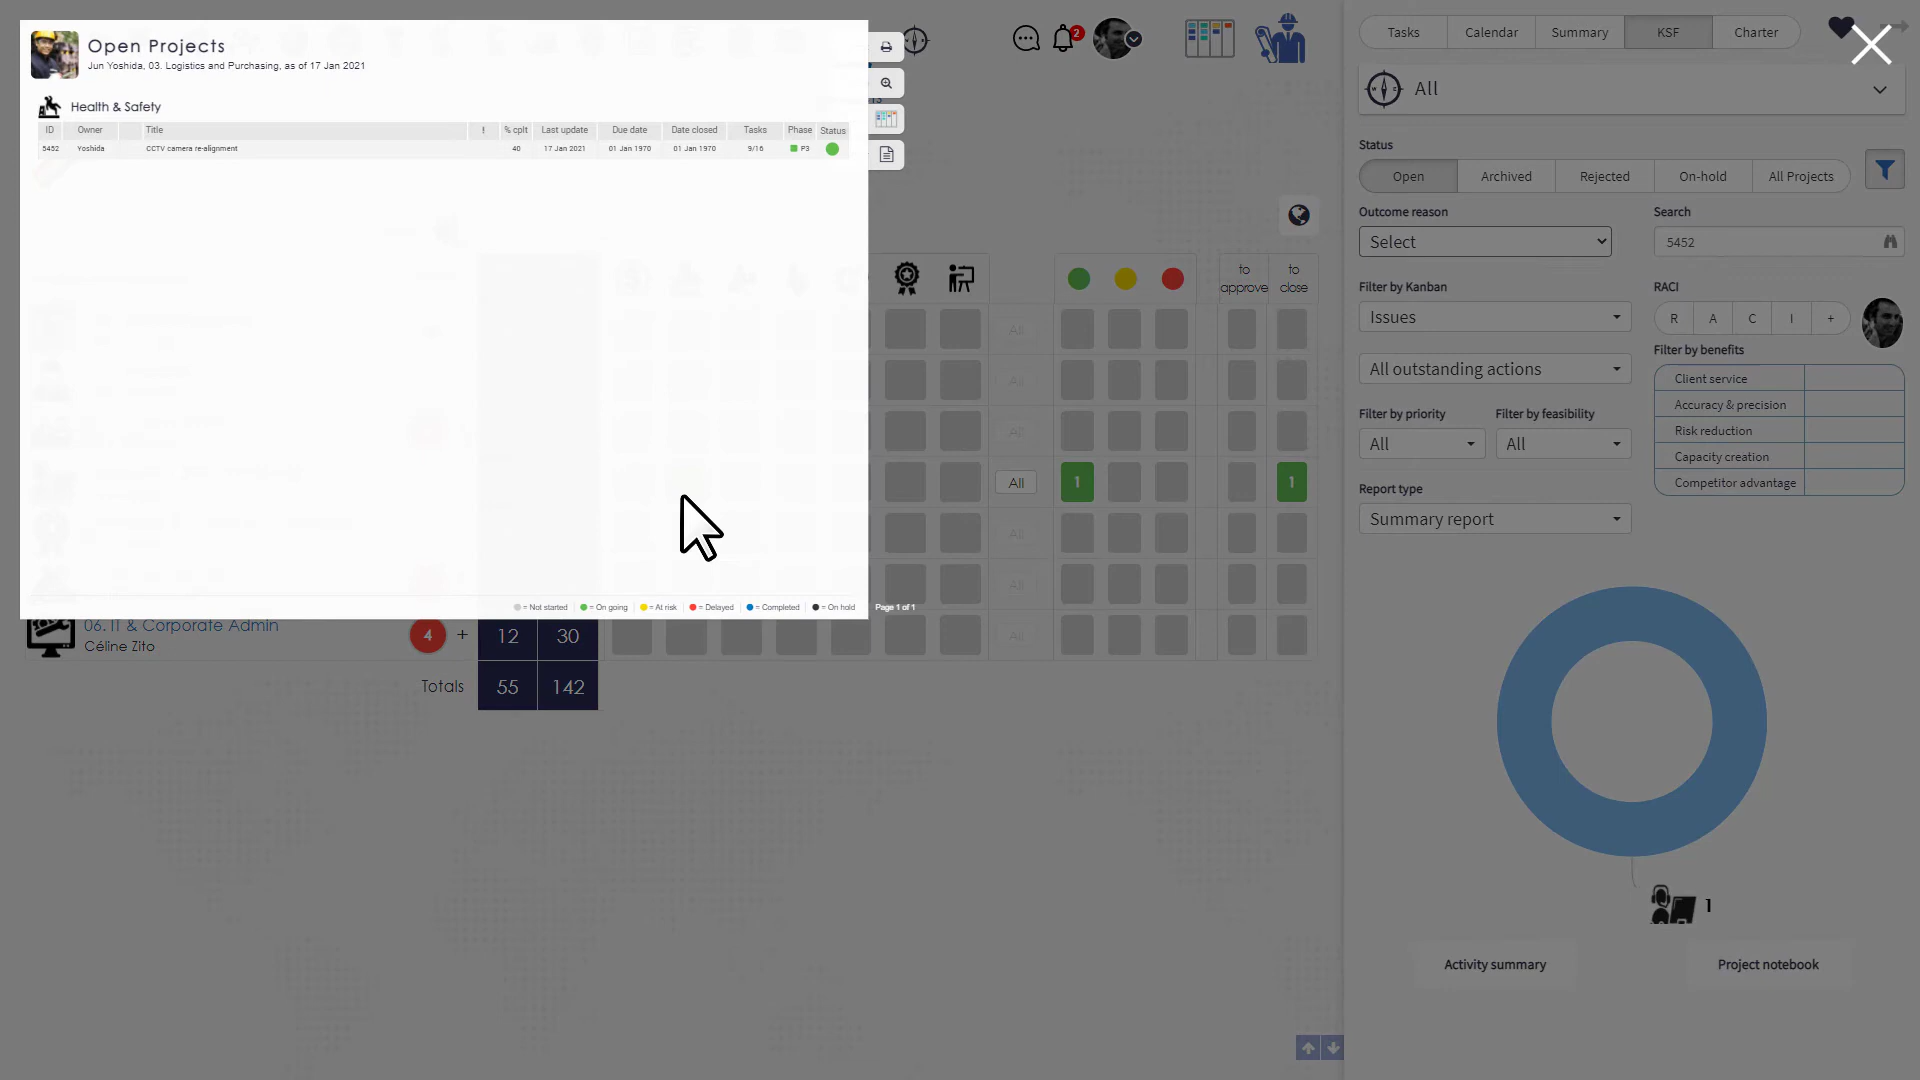 Open Projects
Jun Yoshida, 03. Logistics and Purchasing, as of 17 Jan 2021
Health & Safety
ID Owner Title ! % cplt Last update Due date Date closed Tasks Phase Status
5452 Yoshida CCTV camera re-alignment 40 17 Jan 2021 01 Jan 1970 01 Jan 1970 9/16 P3
= Not started = On going = At risk = Delayed = Completed = On hold Page 1 of 1
2
to approve to close
All
All
All
All 1 1
All
All
06. IT & Corporate Admin
Céline Zito
4 + 12 30 All
Totals 55 142
Tasks Calendar Summary KSF Charter
All
Status
Open Archived Rejected On-hold All Projects
Outcome reason Search
Select 5452
Filter by Kanban RACI
Issues R A C I +
Filter by benefits
All outstanding actions Client service
Accuracy & precision
Filter by priority Filter by feasibility Risk reduction
All All Capacity creation
Competitor advantage
Report type
Summary report
1
Activity summary Project notebook